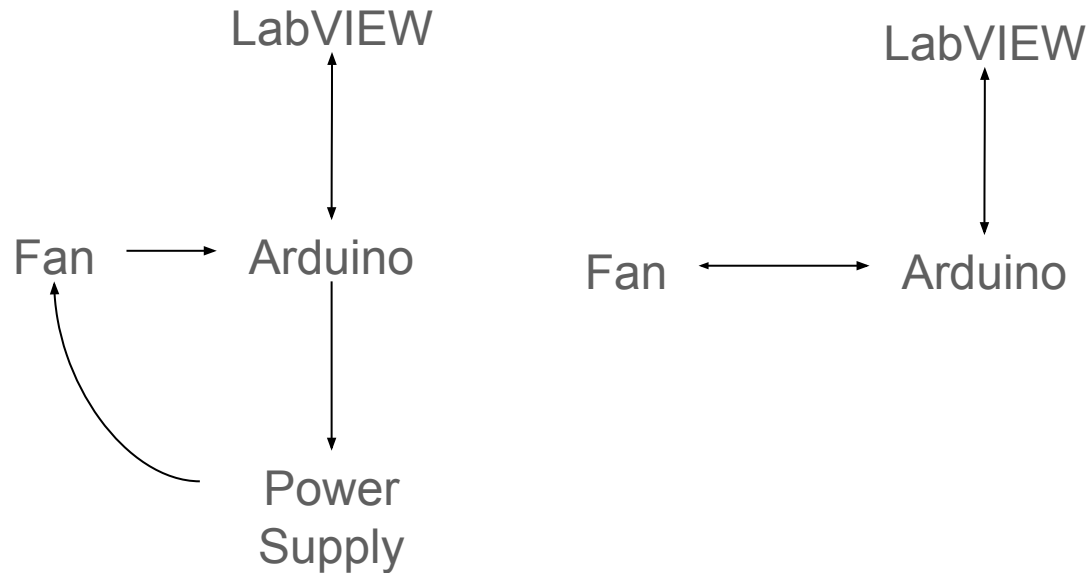 LabVIEW
Fan
Arduino
Power
Supply
LabVIEW
Fan
Arduino